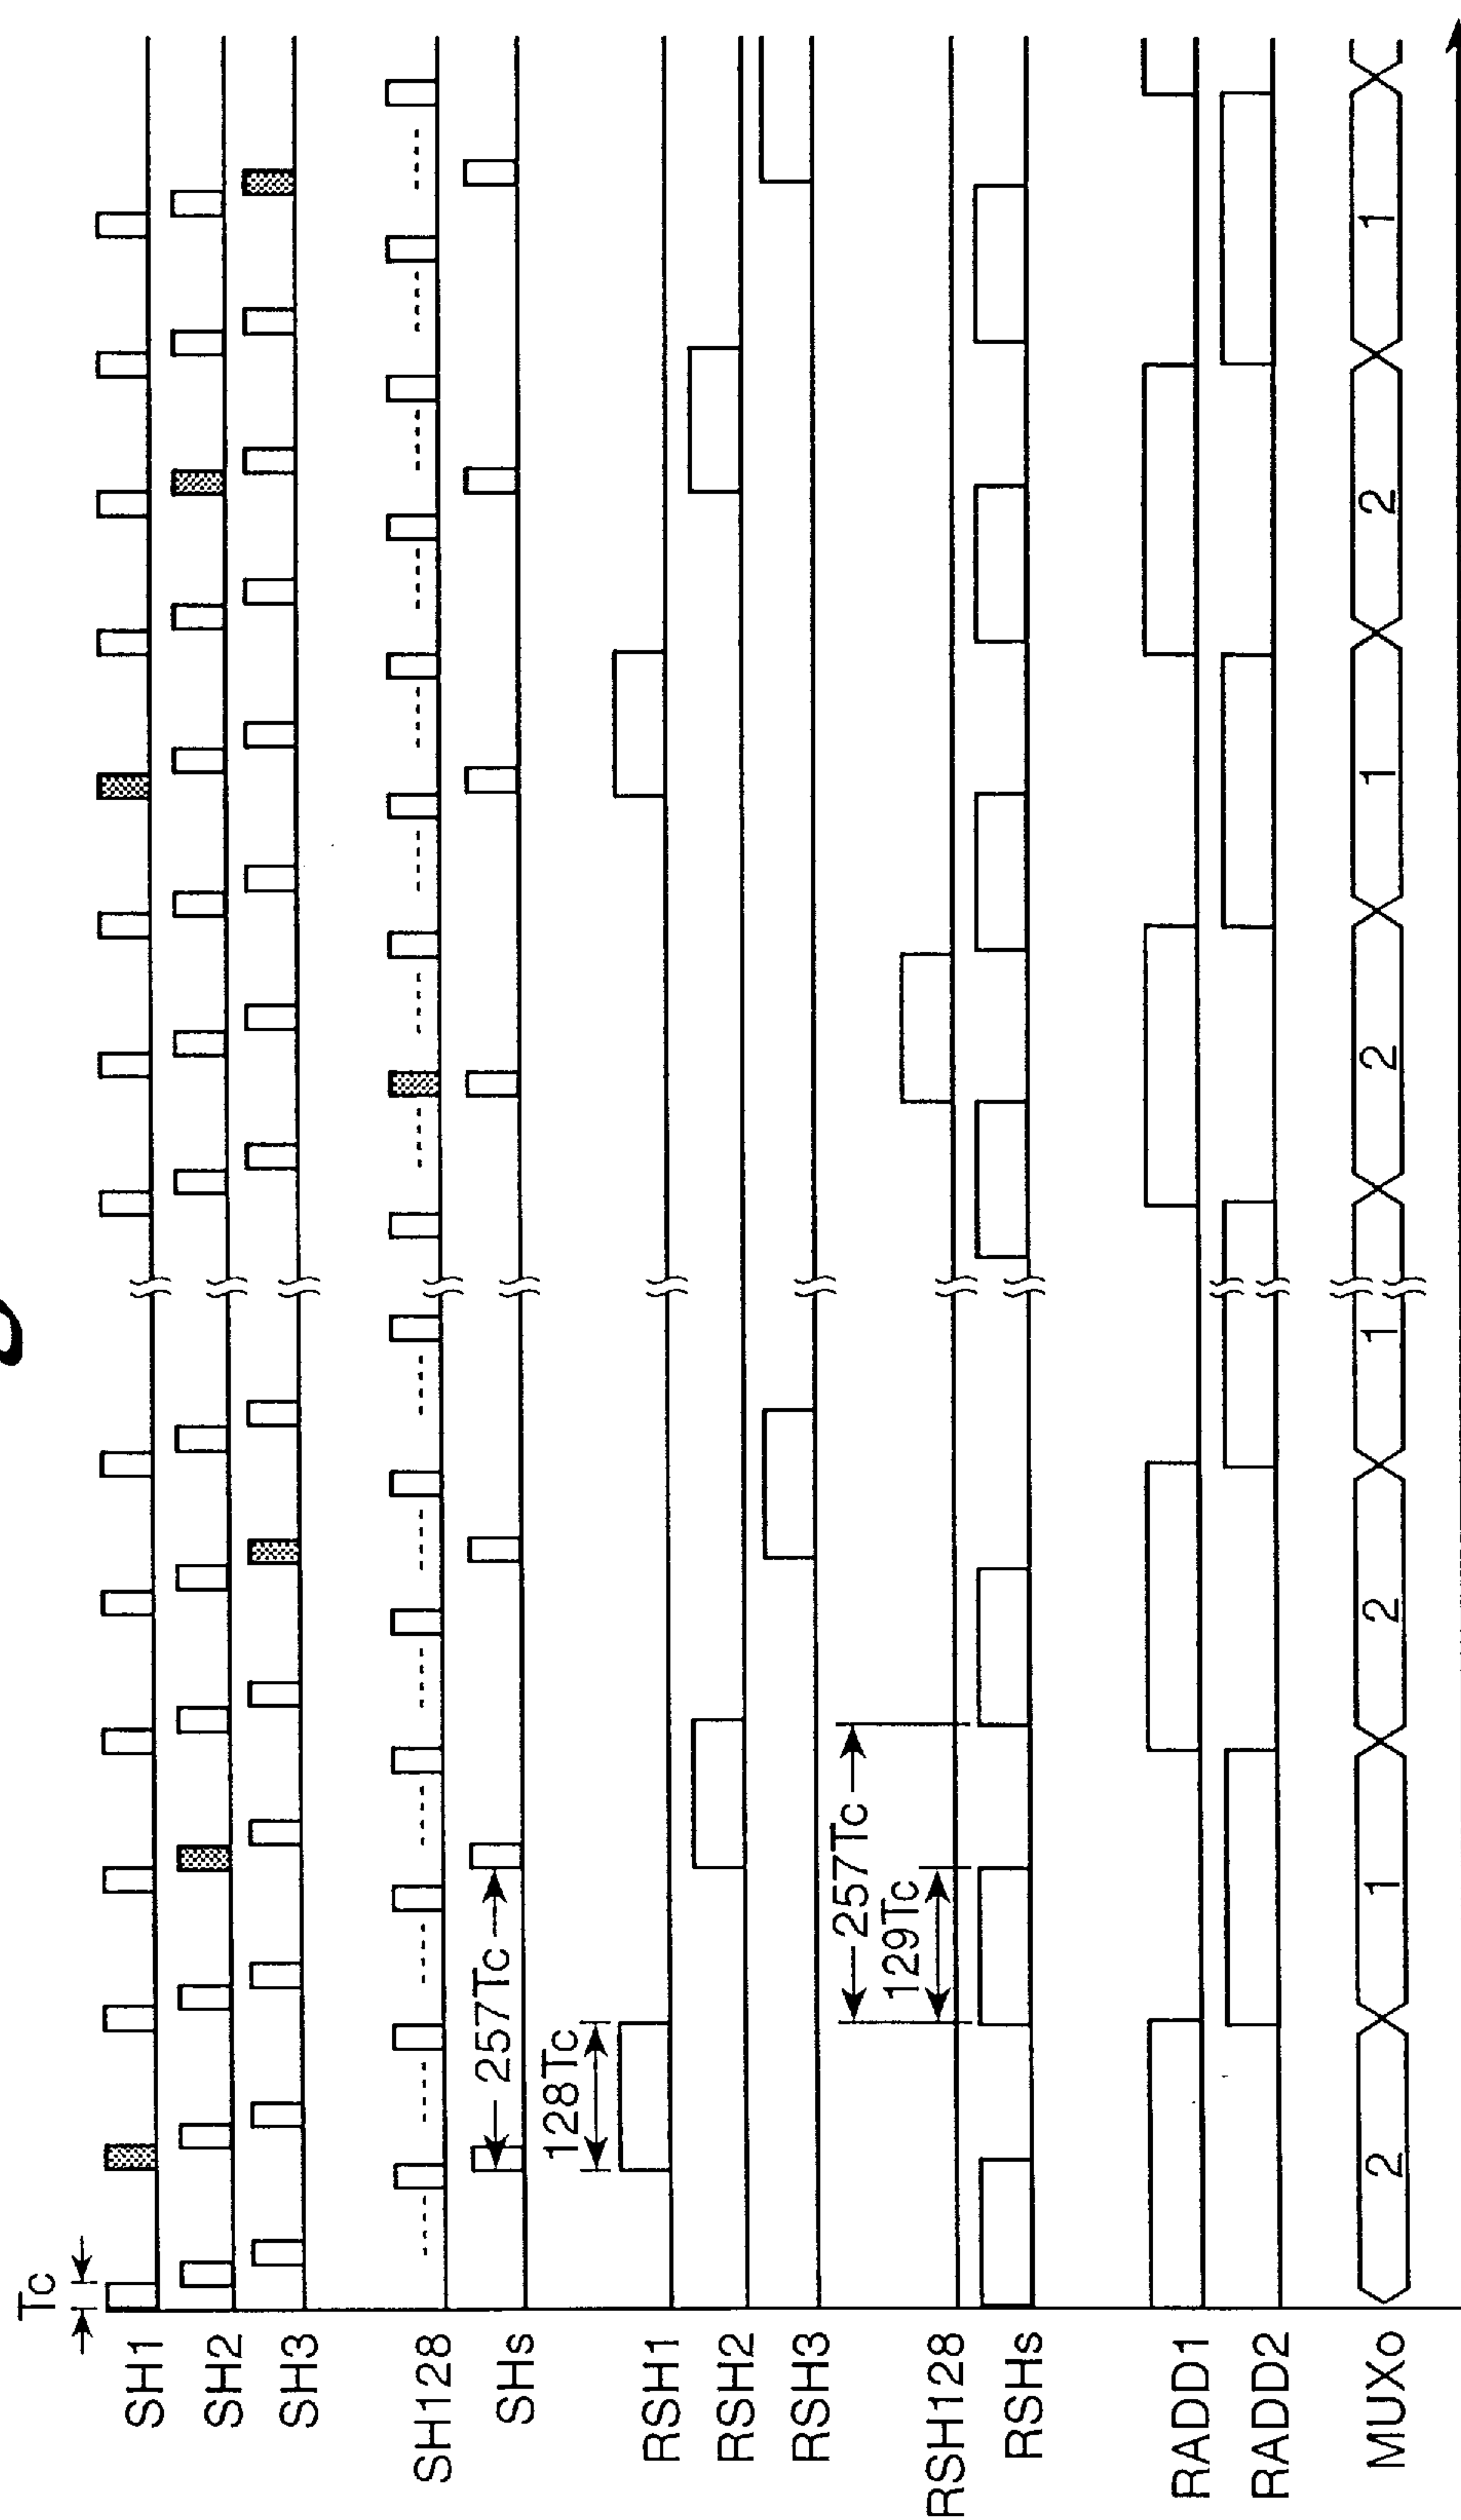 Tc
SH1
SH2
SH3
SH128
SHs
257Tc
128Tc
RSH1
RSH2
RSH3
257Tc
129Tc
RSH128
RSHs
RADD1
RADD2
MUXo
2
1
2
1
2
1
2
1